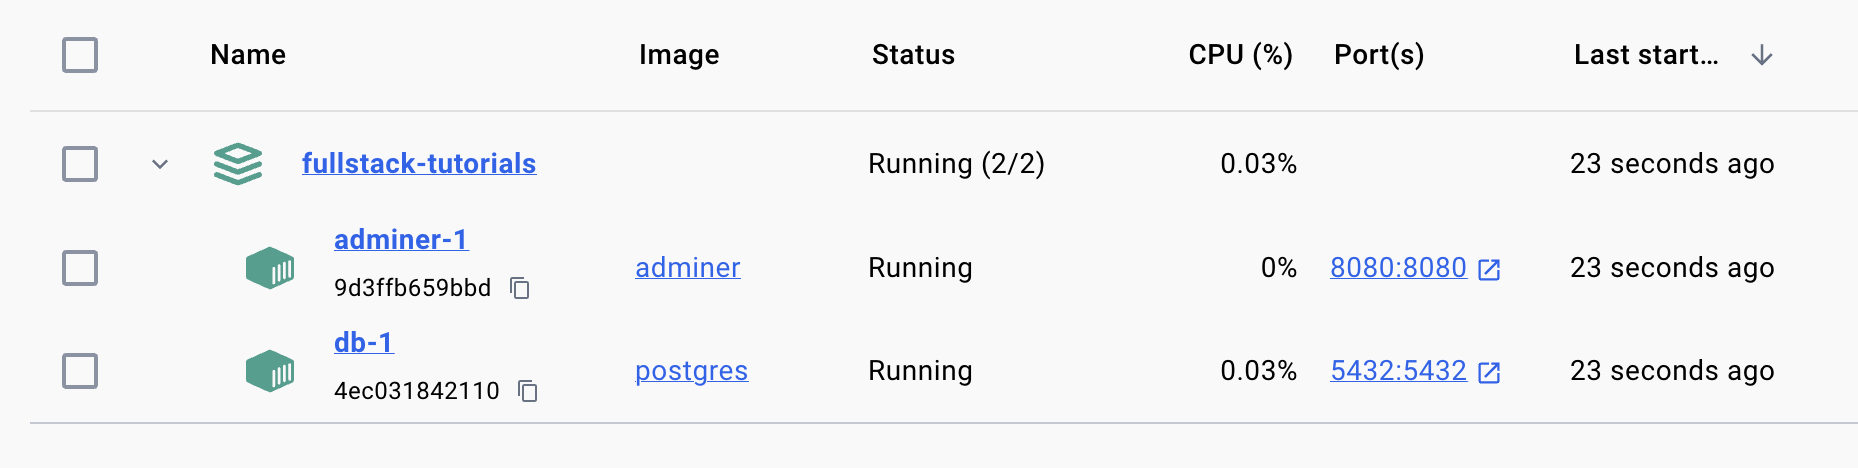 Name Image Status CPU (%) Port(s) Last start...
fullstack-tutorials Running (2/2) 0.03% 23 seconds ago
adminer-1
9d3ffb659bbd
adminer Running 0% 8080:8080 23 seconds ago
db-1
4ec031842110
postgres Running 0.03% 5432:5432 23 seconds ago